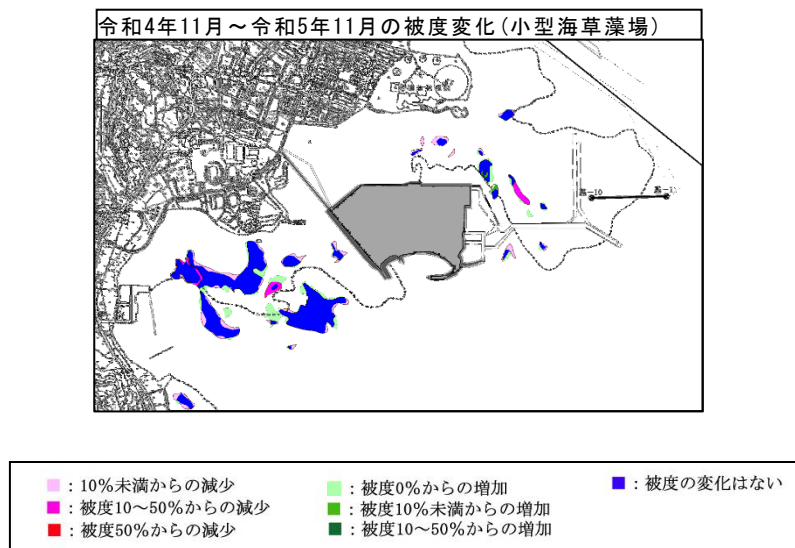 令和4年11月～令和5年11月の被度変化(小型海草藻場)
■：10%未満からの減少
■：被度10～50%からの減少
■：被度50%からの減少
■：被度0%からの増加
■：被度10%未満からの増加
■：被度10～50%からの増加
■：被度の変化はない